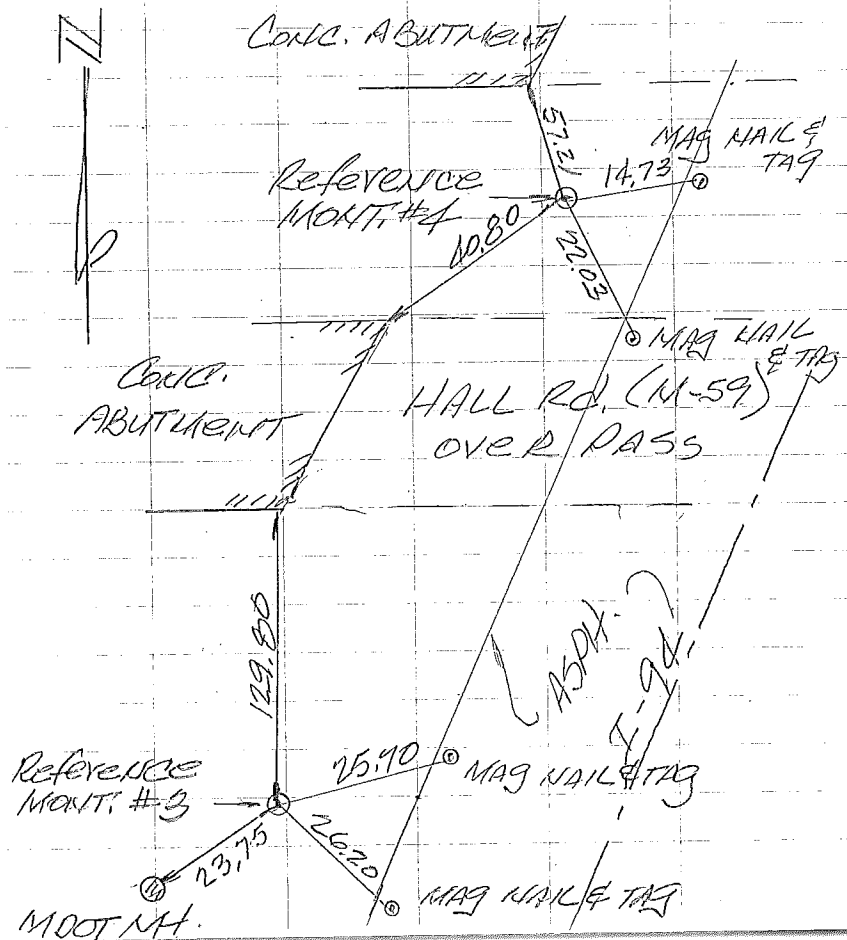 N
CONC. ABUTMENT
57.21
MAG NAIL &
TAG
14.73
Reference
MONT. #4
40.80
22.03
MAG NAIL
& TAG
CONC.
ABUTMENT
HALL Rd. (M-59)
OVER PASS
129.80
ASPH.
I-94
Reference
MONT. #3
25.90
MAG NAIL & TAG
23.75
26.20
MAG NAIL & TAG
MDOT MH.